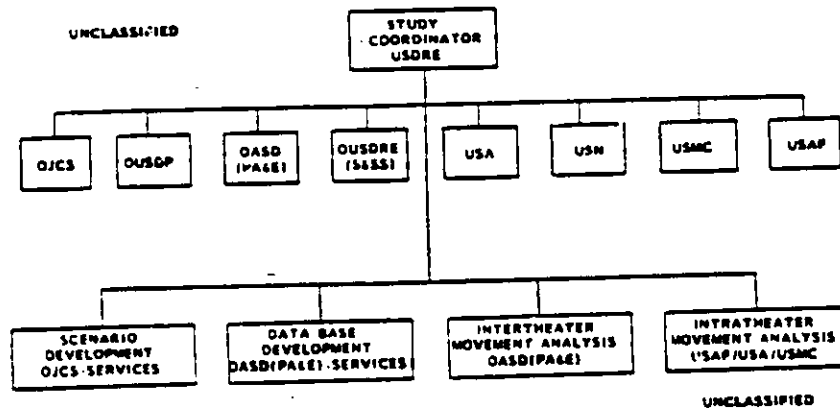 UNCLASSIFIED
STUDY
COORDINATOR
USDRE
OJCS
OUSDP
OASD
(PA&E)
OUSDRE
(S&SS)
USA
USN
USMC
USAF
SCENARIO
DEVELOPMENT
OJCS-SERVICES
DATA BASE
DEVELOPMENT
OASD(PA&E)-SERVICES
INTERTHEATER
MOVEMENT ANALYSIS
OASD(PA&E)
INTRATHEATER
MOVEMENT ANALYSIS
USAF/USA/USMC
UNCLASSIFIED